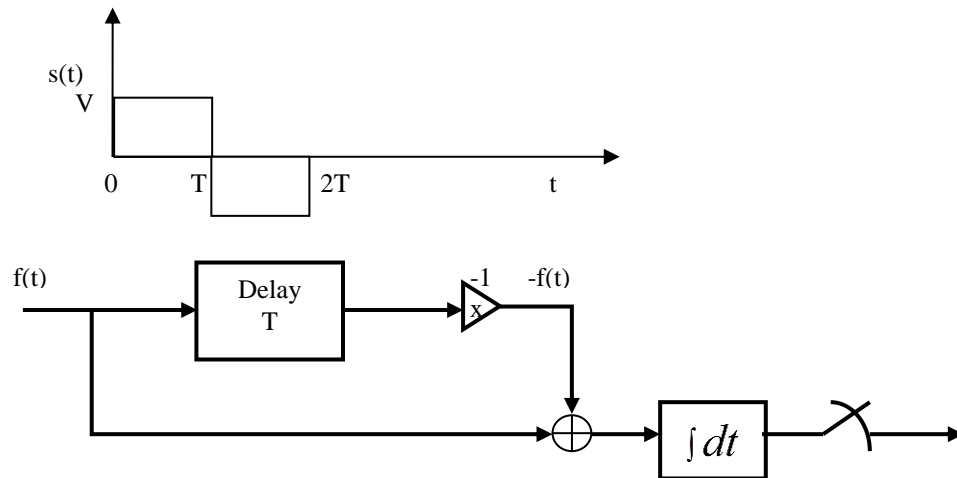 s(t)
V
0 T 2T t
f(t)
Delay
T
-1
x
-f(t)
∫ dt